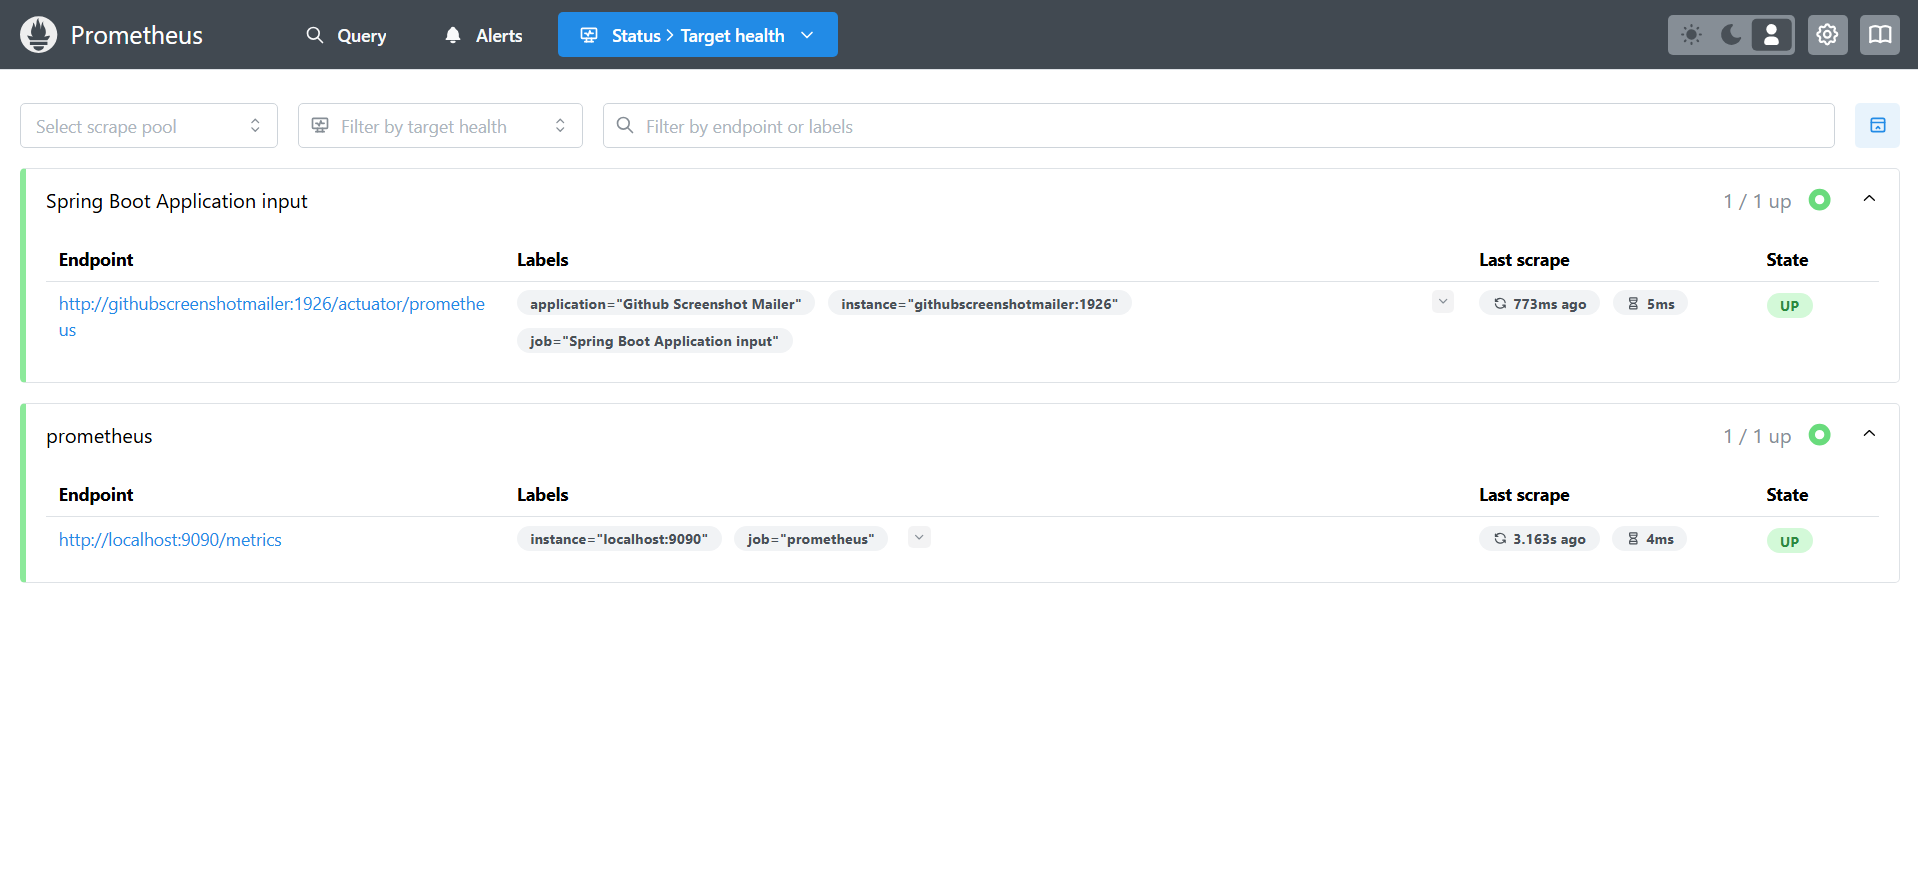 Prometheus
Query
Alerts
Status > Target health
Select scrape pool
Filter by target health
Filter by endpoint or labels
Spring Boot Application input
1 / 1 up
Endpoint
Labels
Last scrape
State
http://githubscreenshotmailer:1926/actuator/promethe
us
application="Github Screenshot Mailer"
instance="githubscreenshotmailer:1926"
job="Spring Boot Application input"
773ms ago
5ms
UP
prometheus
1 / 1 up
Endpoint
Labels
Last scrape
State
http://localhost:9090/metrics
instance="localhost:9090"
job="prometheus"
3.163s ago
4ms
UP